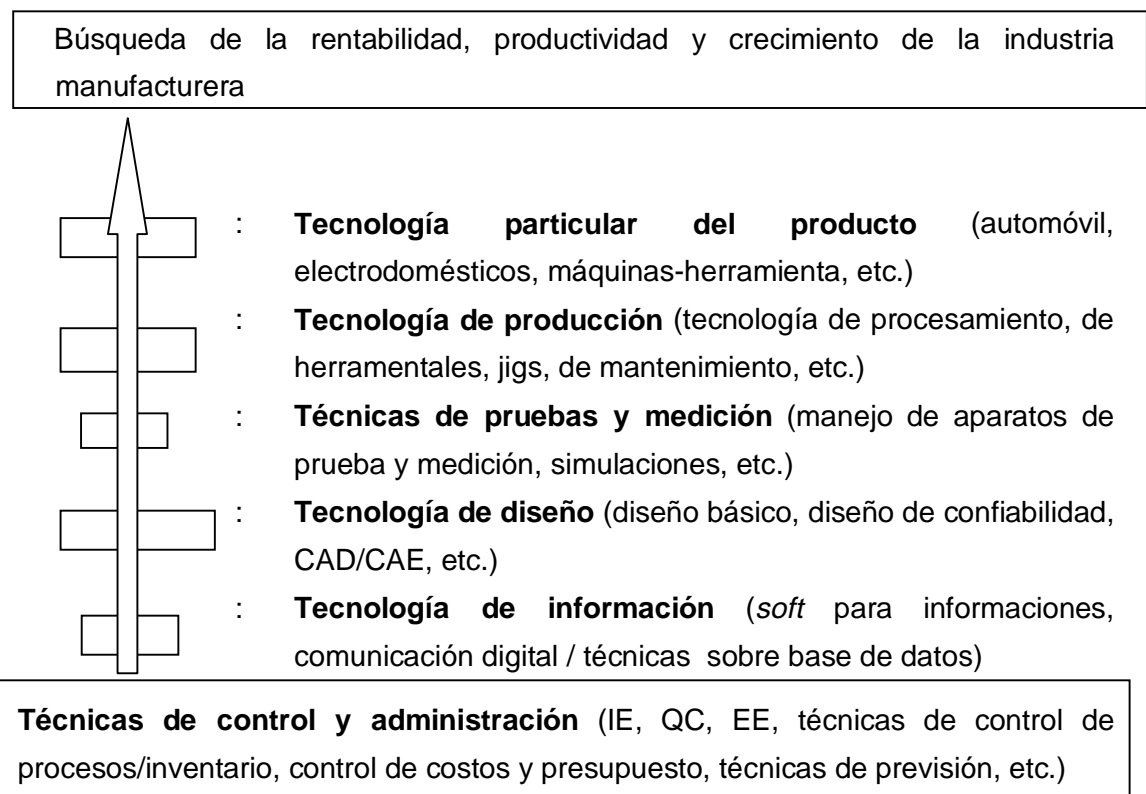 Búsqueda de la rentabilidad, productividad y crecimiento de la industria
manufacturera
: Tecnología particular del producto (automóvil,
electrodomésticos, máquinas-herramienta, etc.)
: Tecnología de producción (tecnología de procesamiento, de
herramentales, jigs, de mantenimiento, etc.)
: Técnicas de pruebas y medición (manejo de aparatos de
prueba y medición, simulaciones, etc.)
: Tecnología de diseño (diseño básico, diseño de confiabilidad,
CAD/CAE, etc.)
: Tecnología de información (soft para informaciones,
comunicación digital / técnicas sobre base de datos)
Técnicas de control y administración (IE, QC, EE, técnicas de control de
procesos/inventario, control de costos y presupuesto, técnicas de previsión, etc.)